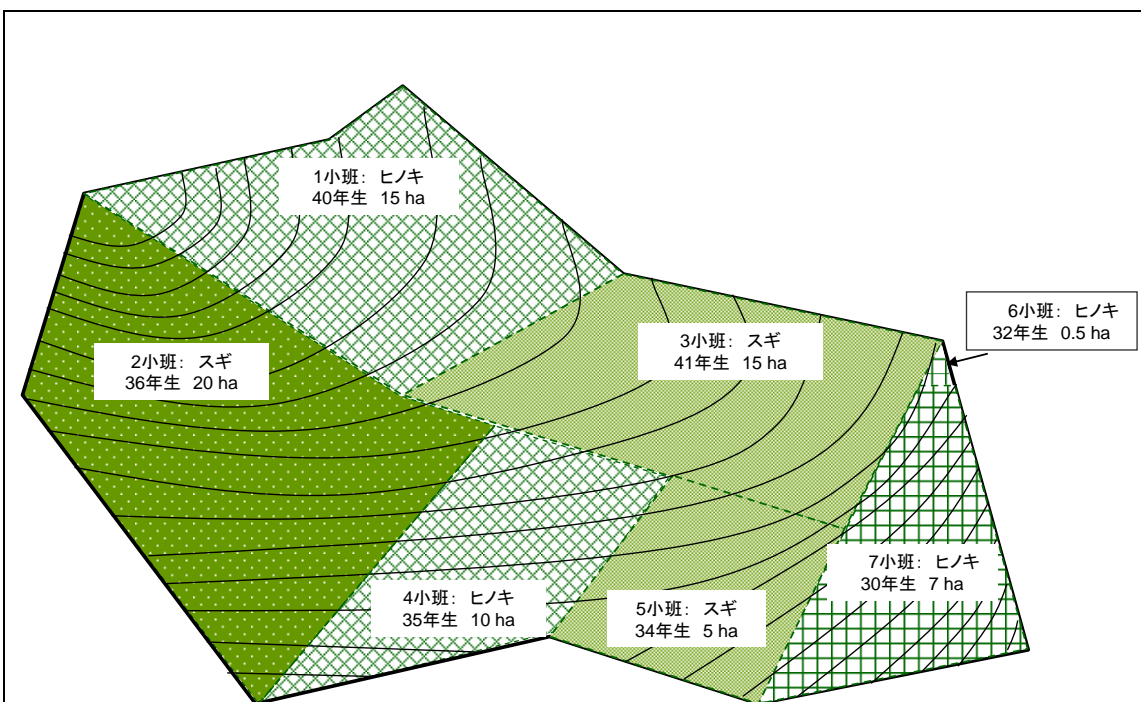 1小班: ヒノキ
40年生 15 ha
2小班: スギ
36年生 20 ha
3小班: スギ
41年生 15 ha
6小班: ヒノキ
32年生 0.5 ha
4小班: ヒノキ
35年生 10 ha
5小班: スギ
34年生 5 ha
7小班: ヒノキ
30年生 7 ha